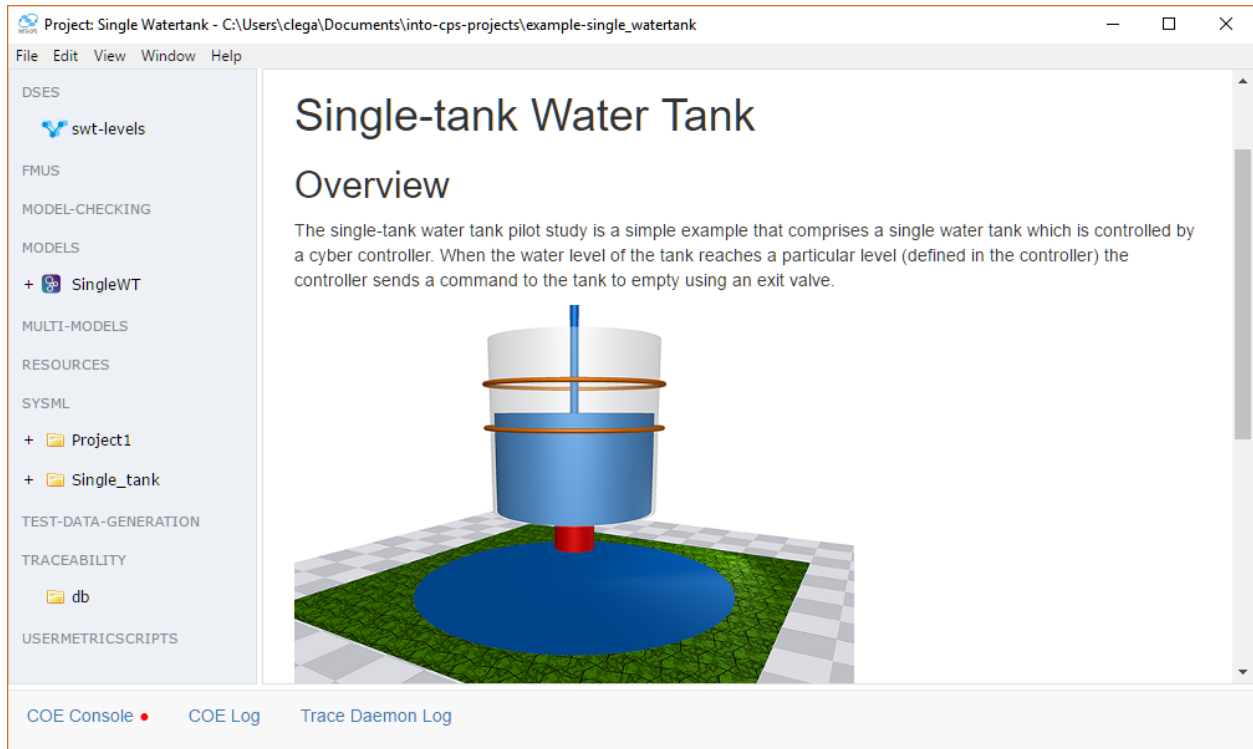 Project: Single Watertank - C:\Users\clega\Documents\into-cps-projects\example-single_watertank
File Edit View Window Help
DSES
swt-levels
FMUS
MODEL-CHECKING
MODELS
+ SingleWT
MULTI-MODELS
RESOURCES
SYSML
+ Project1
+ Single_tank
TEST-DATA-GENERATION
TRACEABILITY
db
USERMETRICSCRIPTS
Single-tank Water Tank
Overview
The single-tank water tank pilot study is a simple example that comprises a single water tank which is controlled by
a cyber controller. When the water level of the tank reaches a particular level (defined in the controller) the
controller sends a command to the tank to empty using an exit valve.
COE Console COE Log Trace Daemon Log